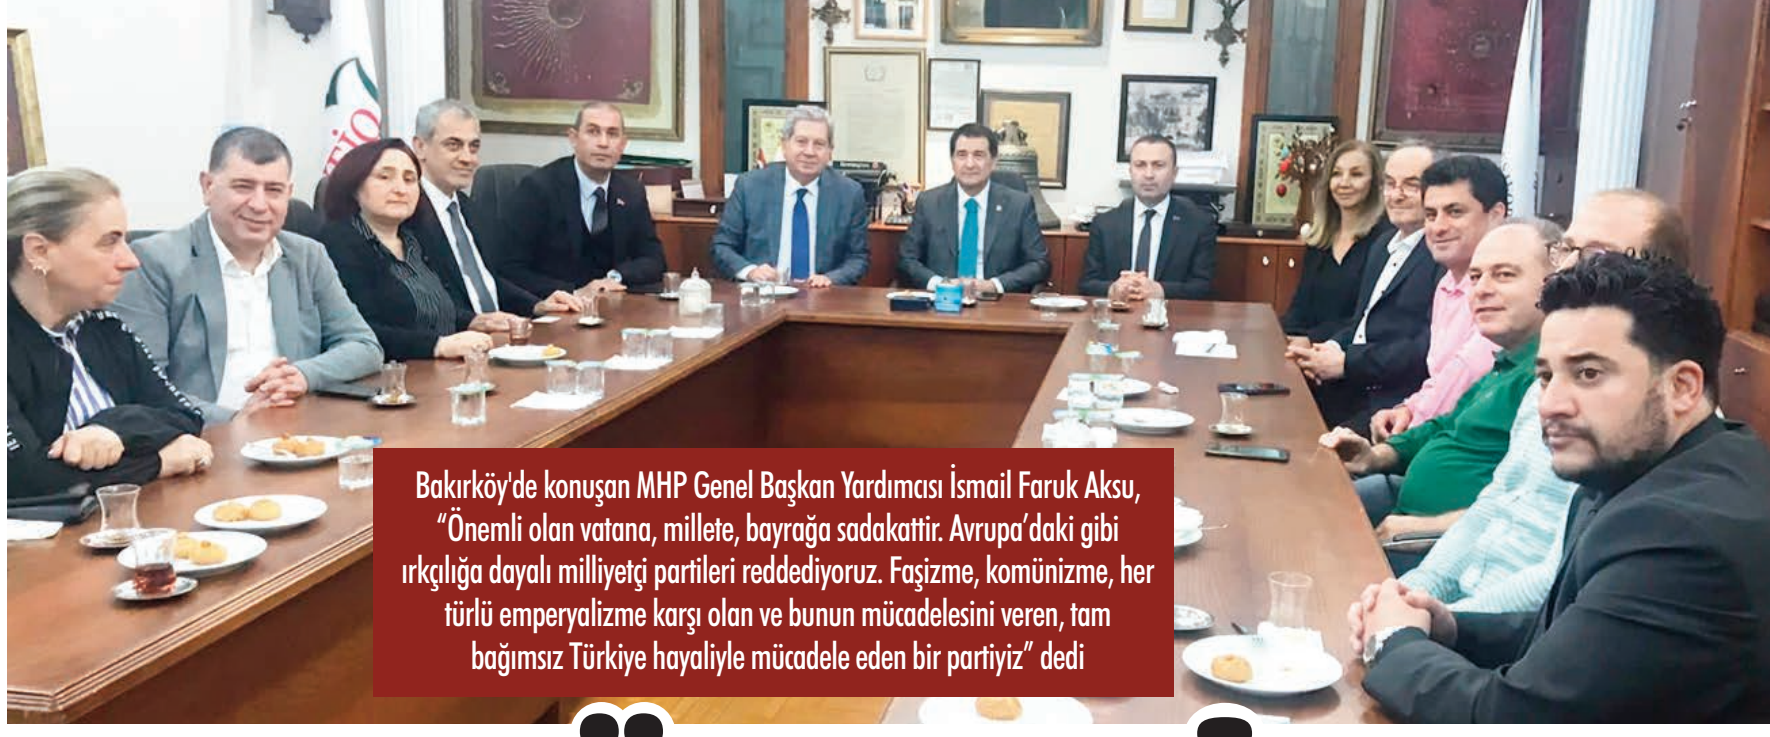 Bakırköy'de konuşan MHP Genel Başkan Yardımcısı İsmail Faruk Aksu,
“Önemli olan vatana, millete, bayrağa sadakattir. Avrupa’daki gibi
ırkçılığa dayalı milliyetçi partileri reddediyoruz. Faşizme, komünizme, her
türlü emperyalizme karşı olan ve bunun mücadelesini veren, tam
bağımsız Türkiye hayaliyle mücadele eden bir partiyiz” dedi